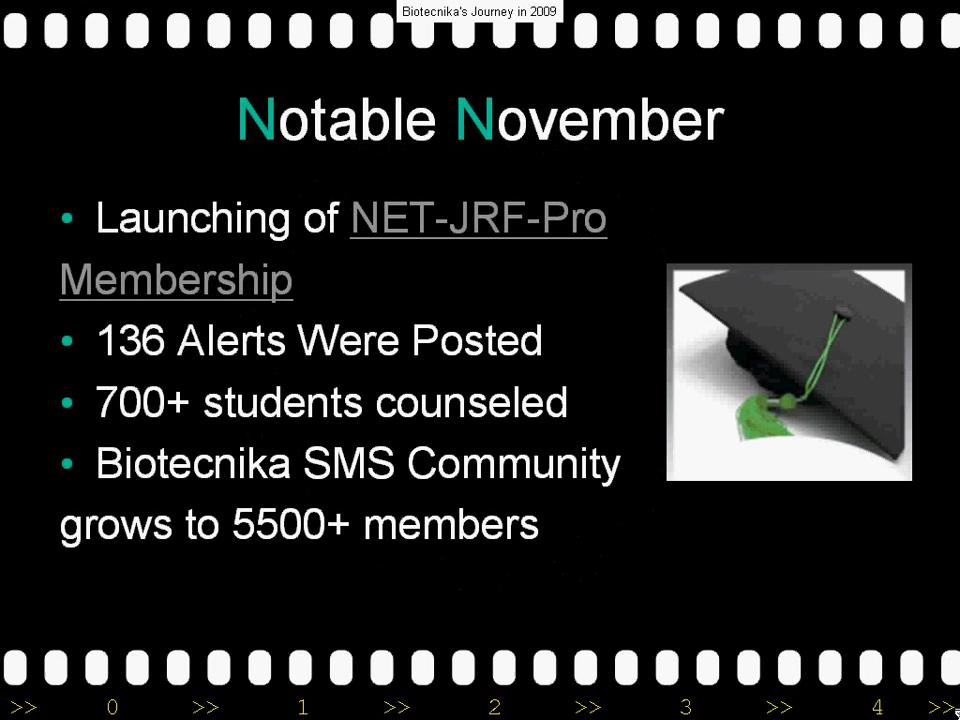 Biotecnika's Journey in 2009
Notable November
• Launching of NET-JRF-Pro
Membership
• 136 Alerts Were Posted
• 700+ students counseled
• Biotecnika SMS Community
grows to 5500+ members
>> 0 >> 1 >> 2 >> 3 >> 4 >>